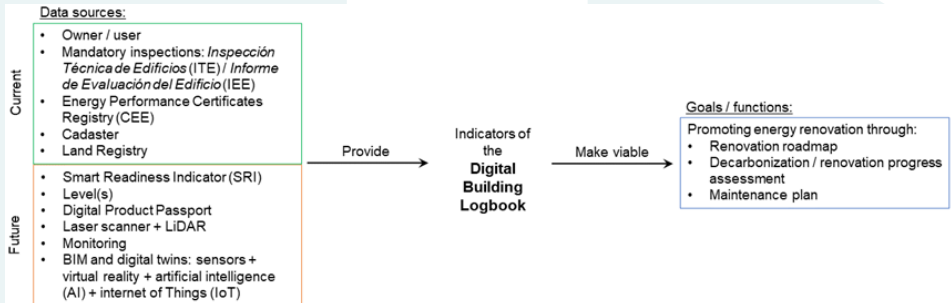 Data sources:
Current
• Owner / user
• Mandatory inspections: Inspección
Técnica de Edificios (ITE) / Informe
de Evaluación del Edificio (IEE)
• Energy Performance Certificates
Registry (CEE)
• Cadaster
• Land Registry
Future
• Smart Readiness Indicator (SRI)
• Level(s)
• Digital Product Passport
• Laser scanner + LiDAR
• Monitoring
• BIM and digital twins: sensors +
virtual reality + artificial intelligence
(AI) + internet of Things (IoT)
Provide
Indicators of
the
Digital
Building
Logbook
Make viable
Goals / functions:
Promoting energy renovation through:
• Renovation roadmap
• Decarbonization / renovation progress
assessment
• Maintenance plan